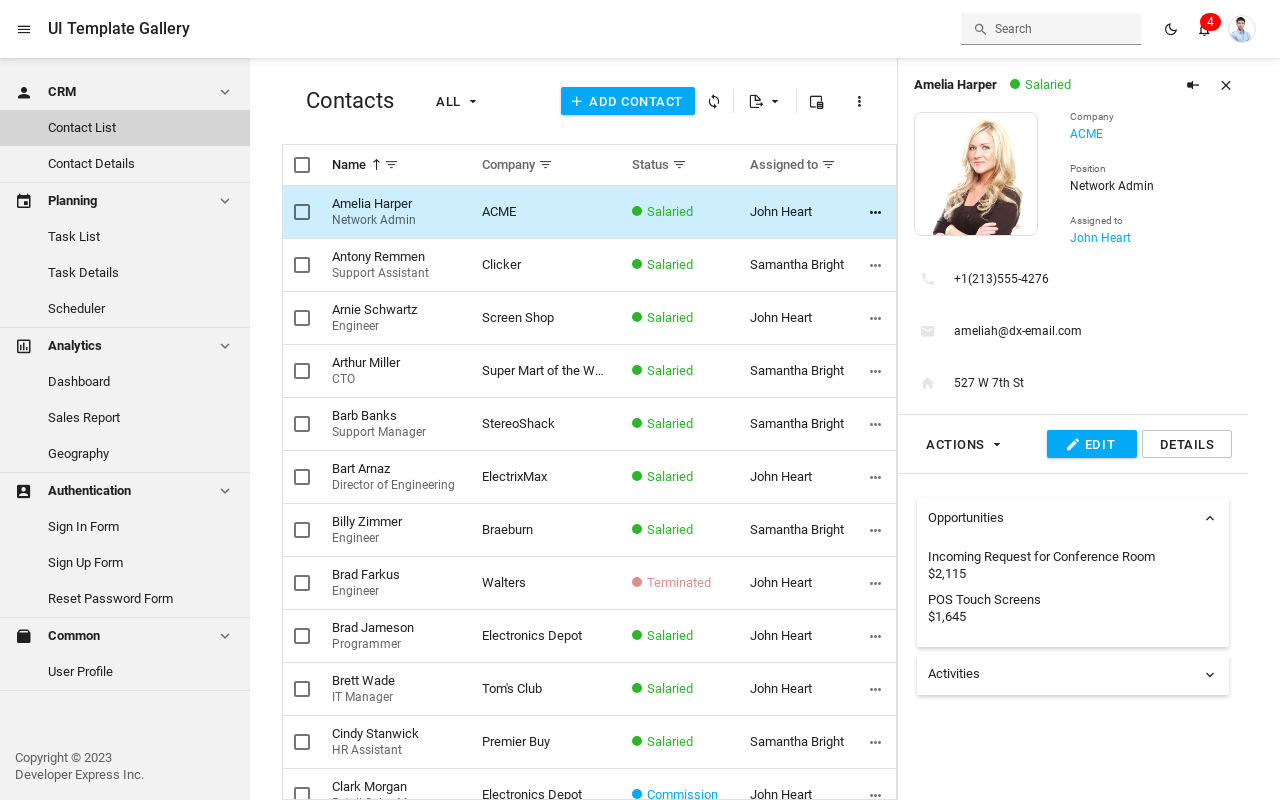 UI Template Gallery
Search
4
CRM
Contact List
Contact Details
Planning
Task List
Task Details
Scheduler
Analytics
Dashboard
Sales Report
Geography
Authentication
Sign In Form
Sign Up Form
Reset Password Form
Common
User Profile
Copyright © 2023
Developer Express Inc.
Contacts
ALL
ADD CONTACT
Name
Company
Status
Assigned to
Amelia Harper
Network Admin
ACME
Salaried
John Heart
Antony Remmen
Support Assistant
Clicker
Salaried
Samantha Bright
Arnie Schwartz
Engineer
Screen Shop
Salaried
John Heart
Arthur Miller
CTO
Super Mart of the W...
Salaried
Samantha Bright
Barb Banks
Support Manager
StereoShack
Salaried
Samantha Bright
Bart Arnaz
Director of Engineering
ElectrixMax
Salaried
John Heart
Billy Zimmer
Engineer
Braeburn
Salaried
Samantha Bright
Brad Farkus
Engineer
Walters
Terminated
John Heart
Brad Jameson
Programmer
Electronics Depot
Salaried
John Heart
Brett Wade
IT Manager
Tom's Club
Salaried
John Heart
Cindy Stanwick
HR Assistant
Premier Buy
Salaried
Samantha Bright
Clark Morgan
Electronics Depot
Commission
John Heart
Amelia Harper
Salaried
Company
ACME
Position
Network Admin
Assigned to
John Heart
+1(213)555-4276
ameliah@dx-email.com
527 W 7th St
ACTIONS
EDIT
DETAILS
Opportunities
Incoming Request for Conference Room
$2,115
POS Touch Screens
$1,645
Activities